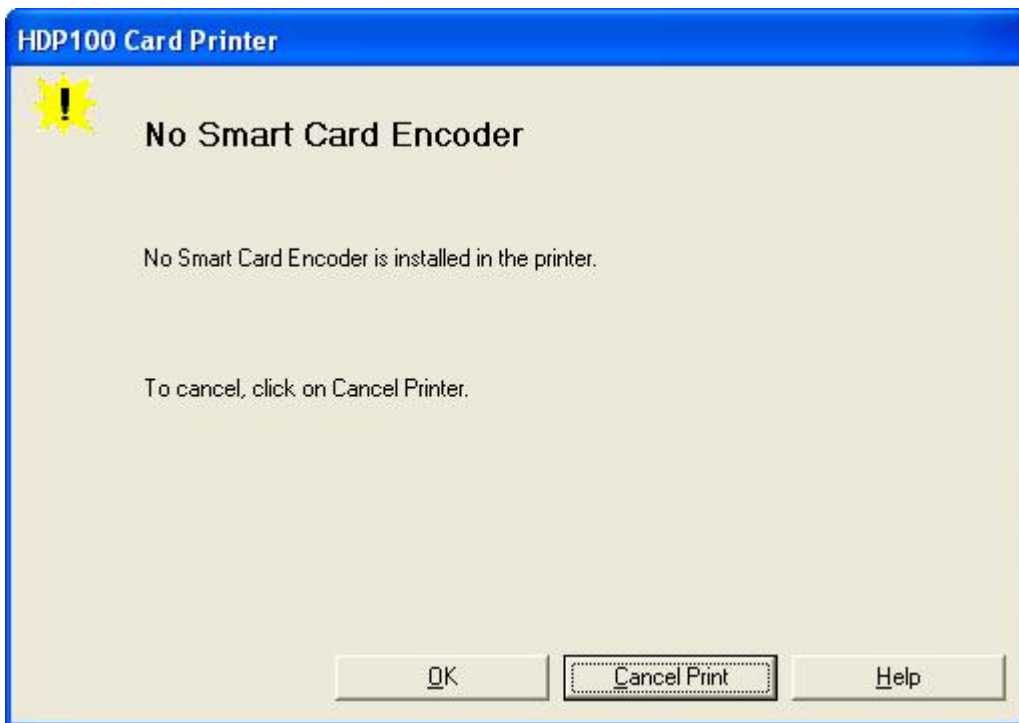 HDP100 Card Printer
!
No Smart Card Encoder
No Smart Card Encoder is installed in the printer.
To cancel, click on Cancel Printer.
OK Cancel Print Help